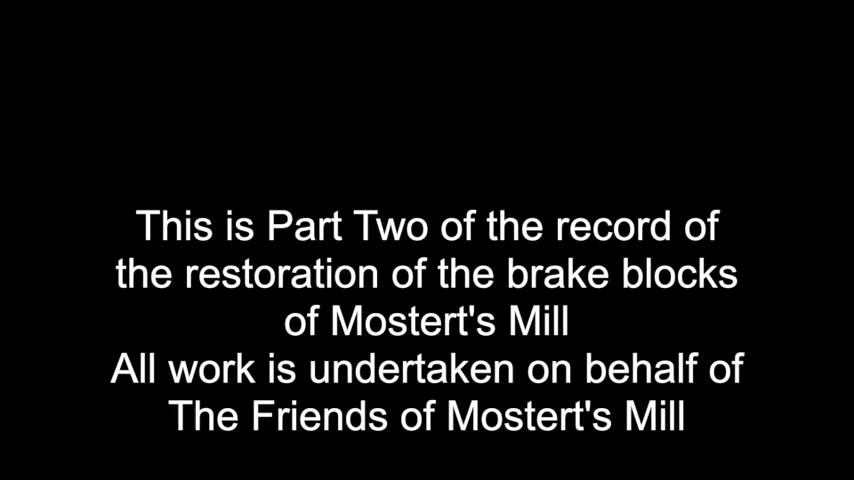 This is Part Two of the record of
the restoration of the brake blocks
of Mostert's Mill
All work is undertaken on behalf of
The Friends of Mostert's Mill